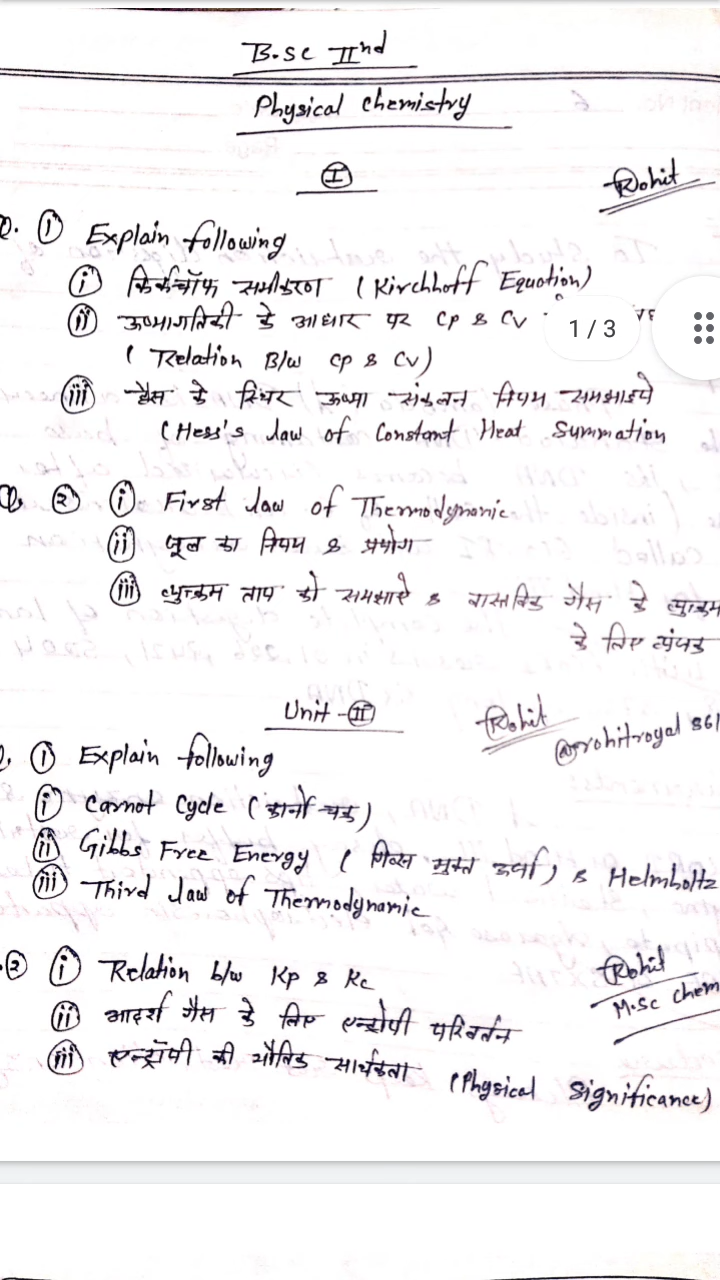 B.sc IInd
Physical chemistry
I
Rohit
Q. 1 Explain following
i किर्कचॉफ समीकरण (Kirchhoff Equation)
ii ऊष्मागतिकी के आधार पर Cp & Cv
1 / 3
( Relation B/w Cp & Cv)
iii हैस के स्थिर ऊष्मा संकलन नियम समझाइये
(Hess's law of Constant Heat Summation
Q. 2 i First law of Thermodynamic
ii जूल का नियम & प्रयोग
iii व्युत्क्रम ताप को समझाऐ & वास्तविक गैस के व्युत्क्रम
के लिए व्यंजक
Unit - II
Rohit
@rohitroyal861
Q. 1 Explain following
i Carnot Cycle (कार्नो चक्र)
ii Gibbs Free Energy ( गिब्स मुक्त ऊर्जा) & Helmholtz
iii Third law of Thermodynamic
2 i Relation b/w Kp & Kc
Rohit
M.sc chem
ii आदर्श गैस के लिए एन्ट्रोपी परिवर्तन
iii एन्ट्रॉपी की भौतिक सार्थकता (Physical Significance)